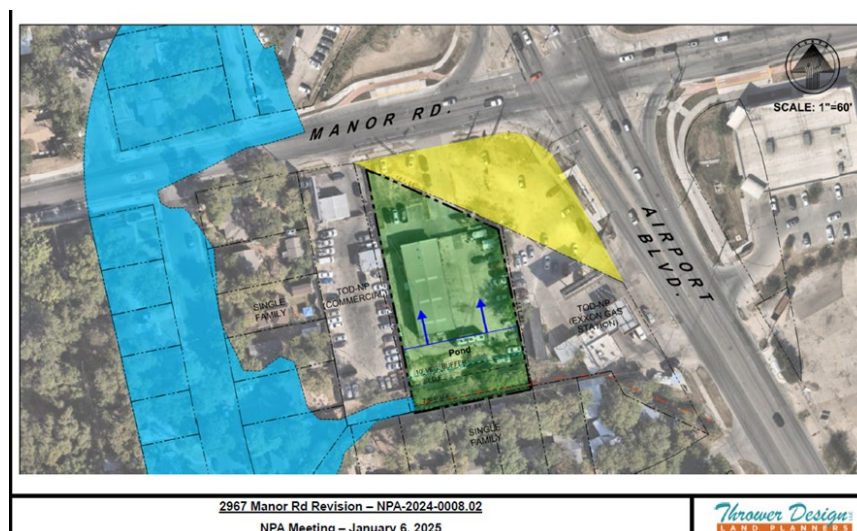 MANOR RD.
SCALE: 1"=60'
AIRPORT
BLVD.
TOD-NP
(COMMERCIAL)
SINGLE
FAMILY
TOD-NP
(EXXON GAS
STATION)
Pond
BUFFER
SINGLE
FAMILY
2967 Manor Rd Revision – NPA-2024-0008.02
NPA Meeting – January 6, 2025
Thrower Design
LAND PLANNERS